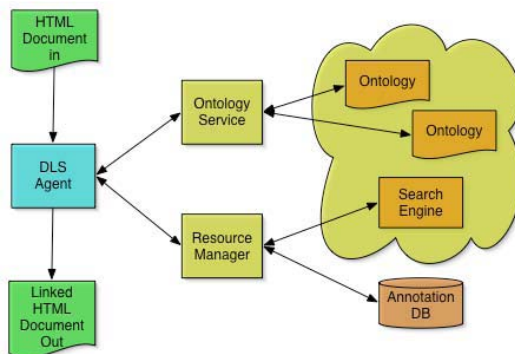 HTML
Document
in
DLS
Agent
Linked
HTML
Document
Out
Ontology
Service
Resource
Manager
Ontology
Ontology
Search
Engine
Annotation
DB